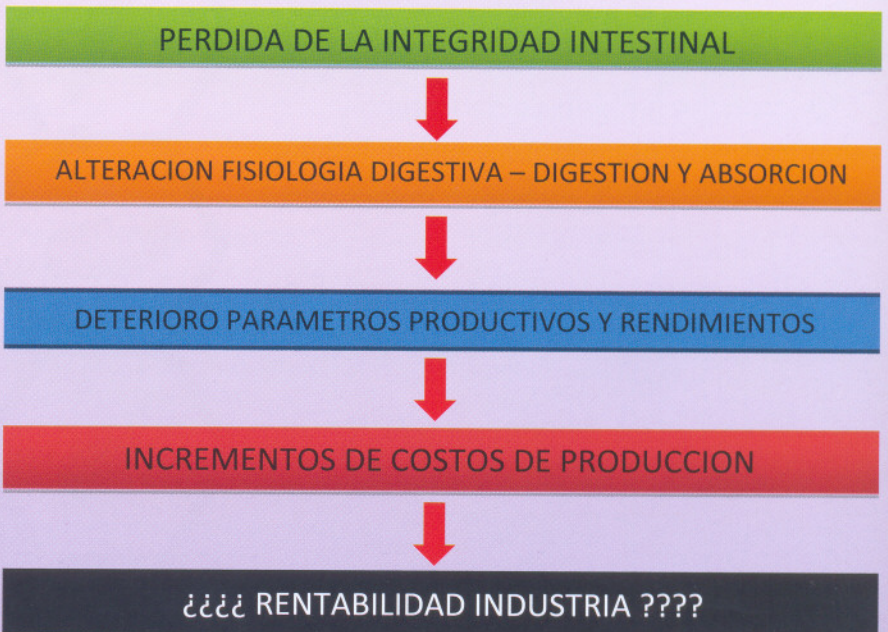 PERDIDA DE LA INTEGRIDAD INTESTINAL
ALTERACION FISIOLOGIA DIGESTIVA – DIGESTION Y ABSORCION
DETERIORO PARAMETROS PRODUCTIVOS Y RENDIMIENTOS
INCREMENTOS DE COSTOS DE PRODUCCION
¿¿¿¿ RENTABILIDAD INDUSTRIA ????